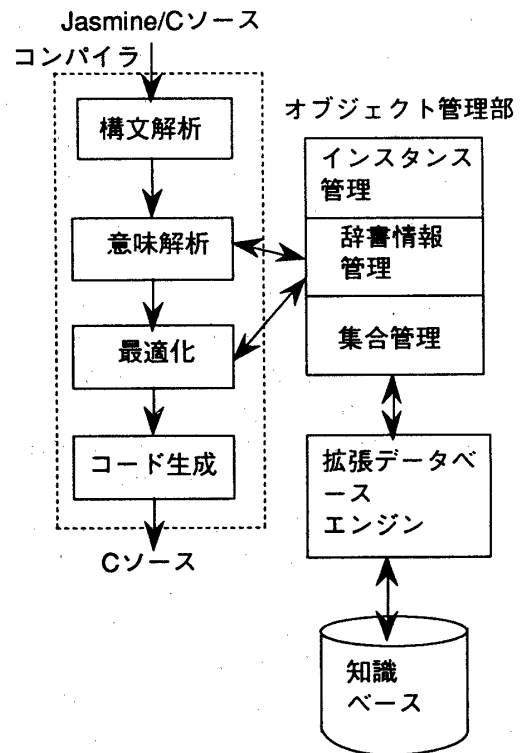 Jasmine/Cソース
コンパイラ
構文解析
意味解析
最適化
コード生成
Cソース
オブジェクト管理部
インスタンス
管理
辞書情報
管理
集合管理
拡張データベ
ース
エンジン
知識
ベース